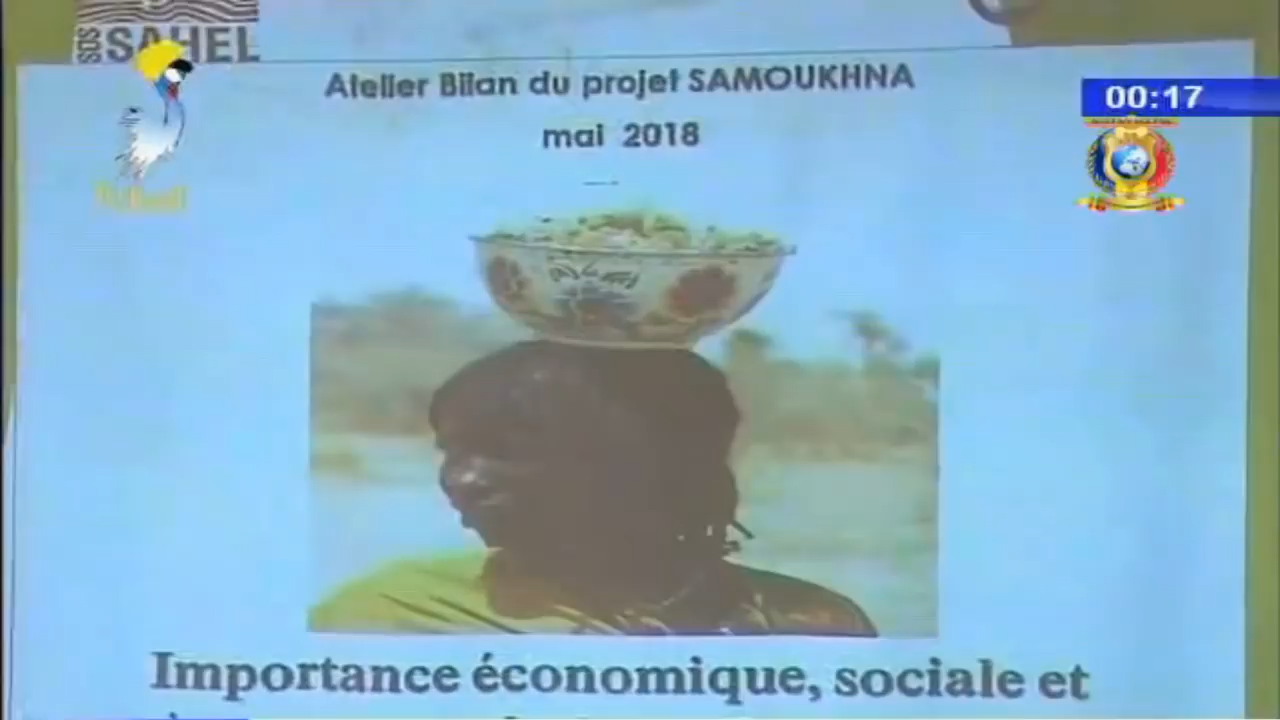 SOS SAHEL
Atelier Bilan du projet SAMOUKHNA
00:17
mai 2018
Importance économique, sociale et